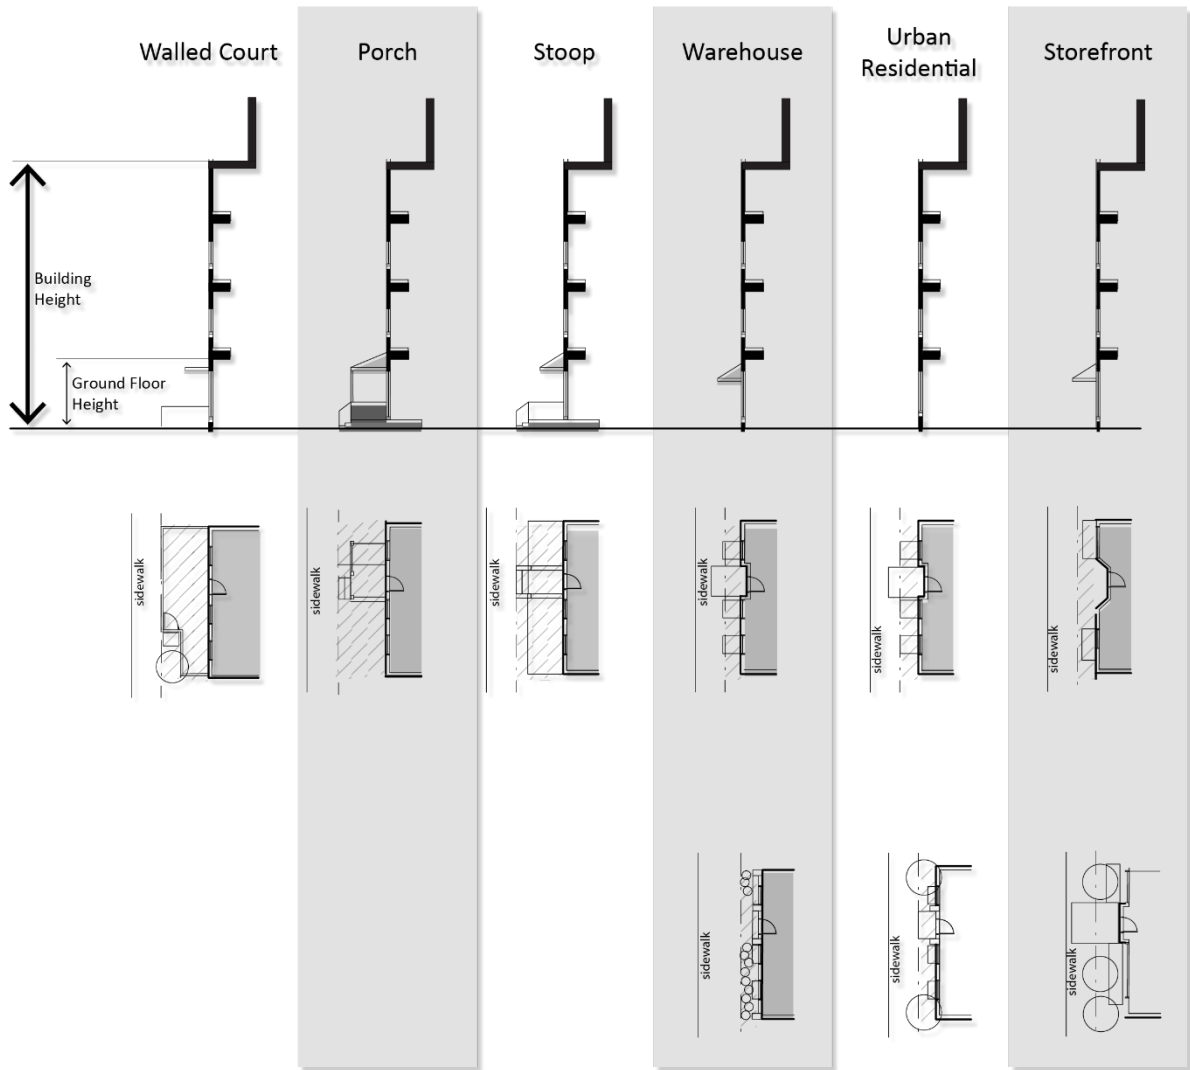 Walled Court
Porch
Stoop
Warehouse
Urban
Residential
Storefront
Building
Height
Ground Floor
Height
sidewalk
sidewalk
sidewalk
sidewalk
sidewalk
sidewalk
sidewalk
sidewalk
sidewalk